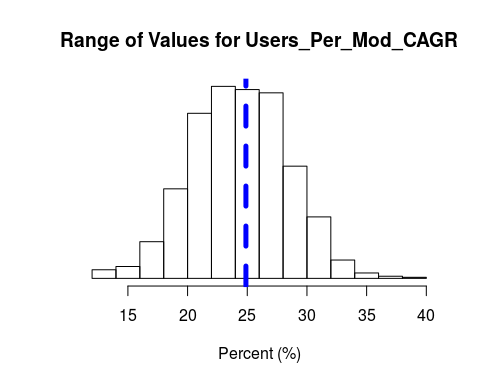 Range of Values for Users_Per_Mod_CAGR
15 20 25 30 35 40
Percent (%)